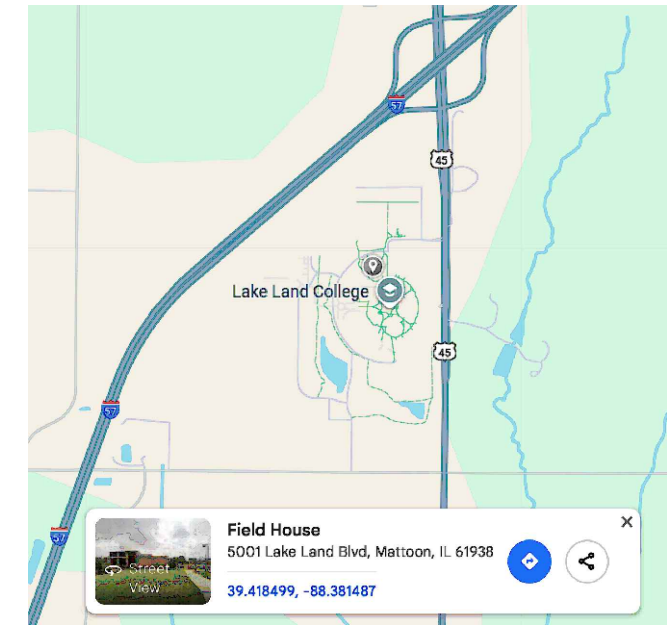 57
45
Lake Land College
45
57
57
Field House
5001 Lake Land Blvd, Mattoon, IL 61938
Street
View
39.418499, -88.381487